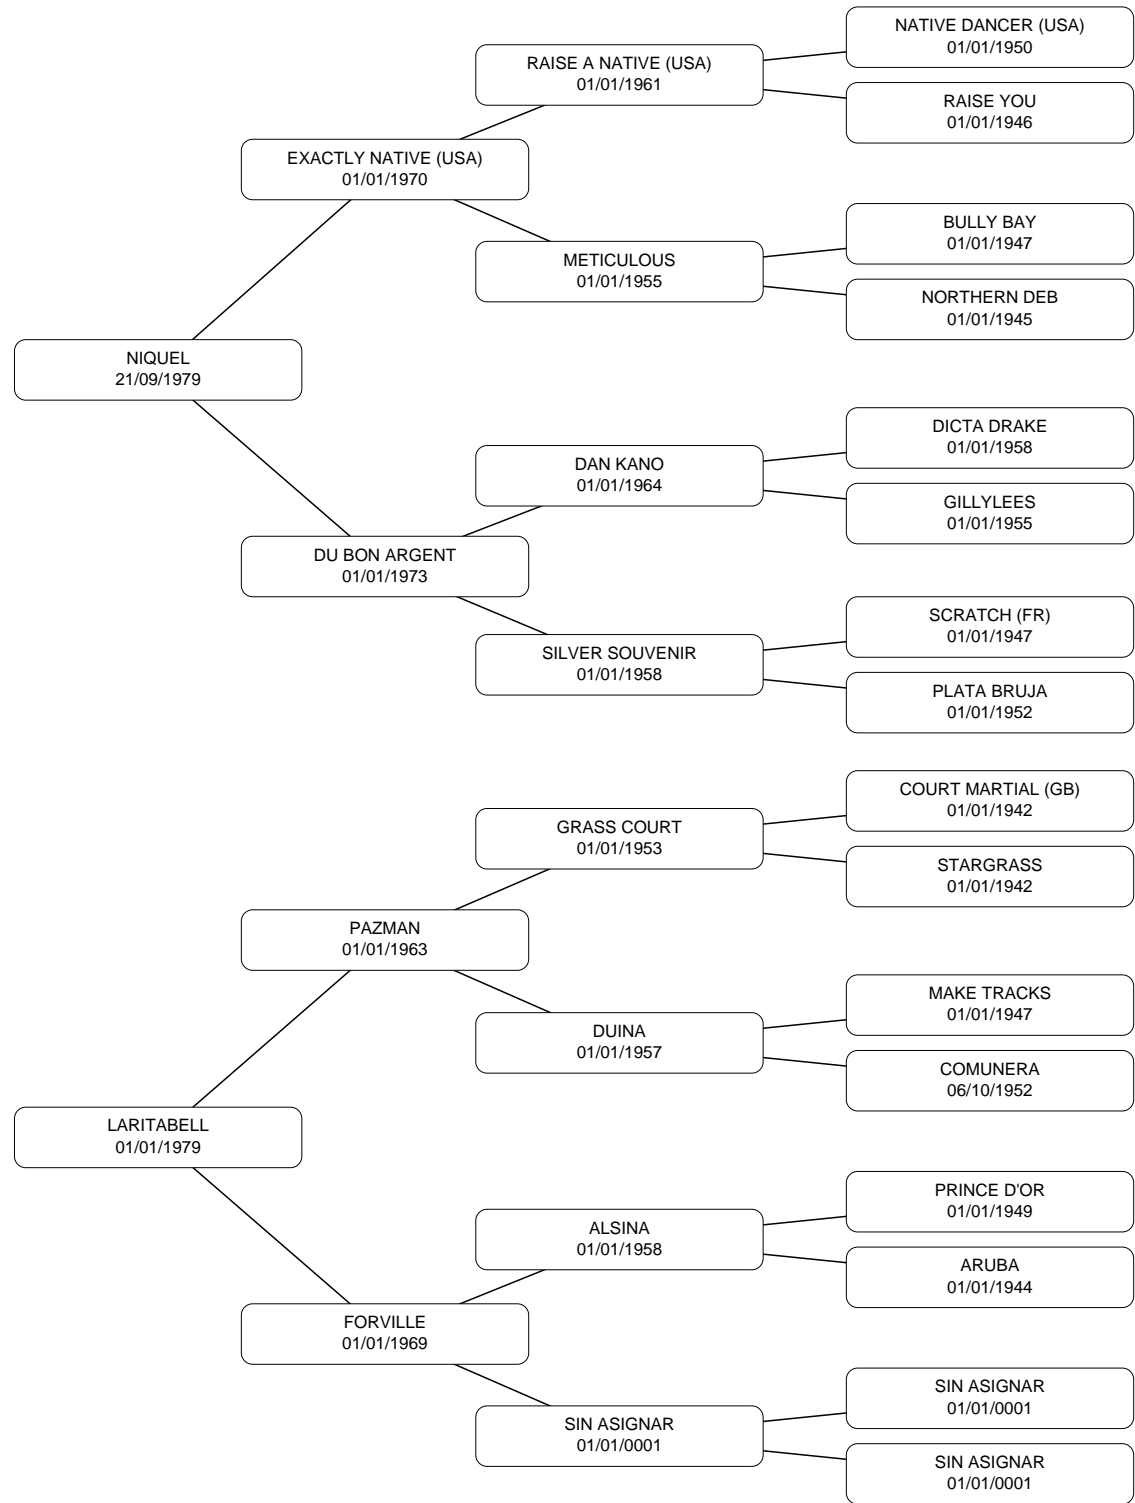 NATIVE DANCER (USA)
01/01/1950
RAISE A NATIVE (USA)
01/01/1961
RAISE YOU
01/01/1946
EXACTLY NATIVE (USA)
01/01/1970
BULLY BAY
01/01/1947
METICULOUS
01/01/1955
NORTHERN DEB
01/01/1945
NIQUEL
21/09/1979
DICTA DRAKE
01/01/1958
DAN KANO
01/01/1964
GILLYLEES
01/01/1955
DU BON ARGENT
01/01/1973
SCRATCH (FR)
01/01/1947
SILVER SOUVENIR
01/01/1958
PLATA BRUJA
01/01/1952
COURT MARTIAL (GB)
01/01/1942
GRASS COURT
01/01/1953
STARGRASS
01/01/1942
PAZMAN
01/01/1963
MAKE TRACKS
01/01/1947
DUINA
01/01/1957
COMUNERA
06/10/1952
LARITABELL
01/01/1979
PRINCE D'OR
01/01/1949
ALSINA
01/01/1958
ARUBA
01/01/1944
FORVILLE
01/01/1969
SIN ASIGNAR
01/01/0001
SIN ASIGNAR
01/01/0001
SIN ASIGNAR
01/01/0001